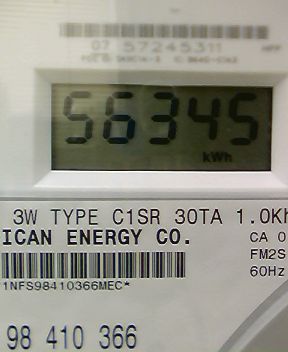 07 57245311
56345
kWh
3W TYPE C1SR 30TA 1.0Kh
ICAN ENERGY CO.
CA 0
FM2S
60Hz
1NFS98410366MEC*
98 410 366